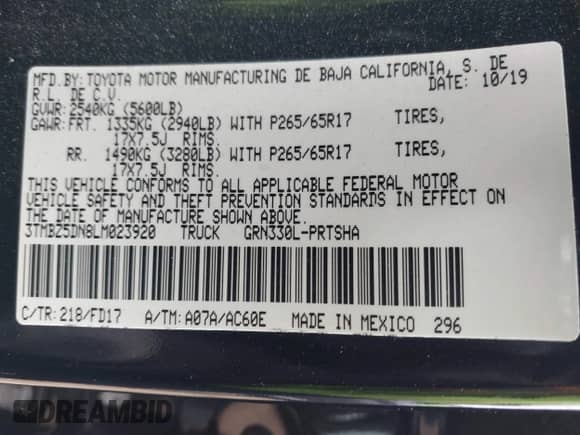 MFD.BY:TOYOTA MOTOR MANUFACTURING DE BAJA CALIFORNIA, S. DE
R.L. DE C.V. DATE: 10/19
GVWR:2540KG (5600LB)
GAWR:FRT. 1335KG (2940LB) WITH P265/65R17 TIRES,
17X7.5J RIMS.
RR. 1490KG (3280LB) WITH P265/65R17 TIRES,
17X7.5J RIMS.
THIS VEHICLE CONFORMS TO ALL APPLICABLE FEDERAL MOTOR
VEHICLE SAFETY AND THEFT PREVENTION STANDARDS IN EFFECT ON
THE DATE OF MANUFACTURE SHOWN ABOVE.
3TMBZ5DN8LM023920 TRUCK GRN330L-PRTSHA
C/TR:218/FD17 A/TM:A07A/AC60E MADE IN MEXICO 296
DREAMBID